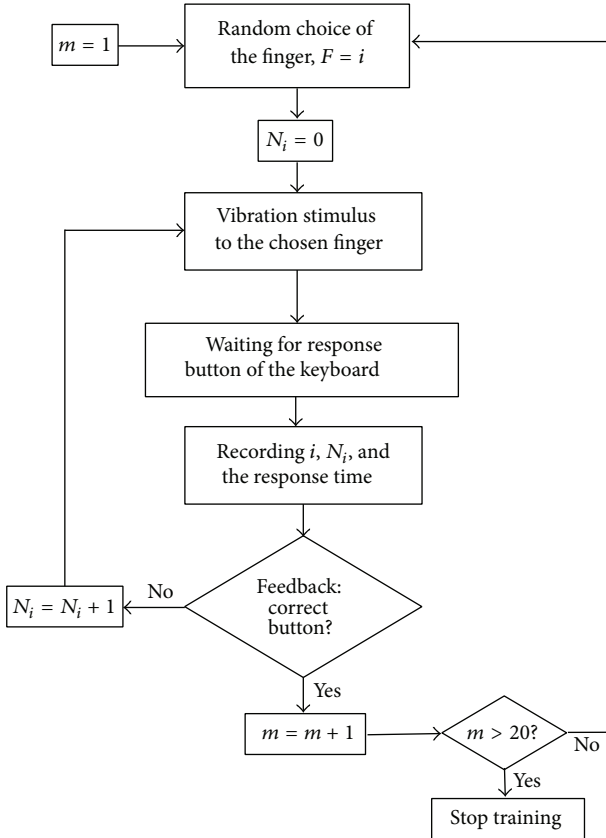 m = 1
Random choice of
the finger, F = i
N_i = 0
Vibration stimulus
to the chosen finger
Waiting for response
button of the keyboard
Recording i, N_i, and
the response time
Feedback:
correct
button?
No
N_i = N_i + 1
Yes
m = m + 1
m > 20?
No
Yes
Stop training